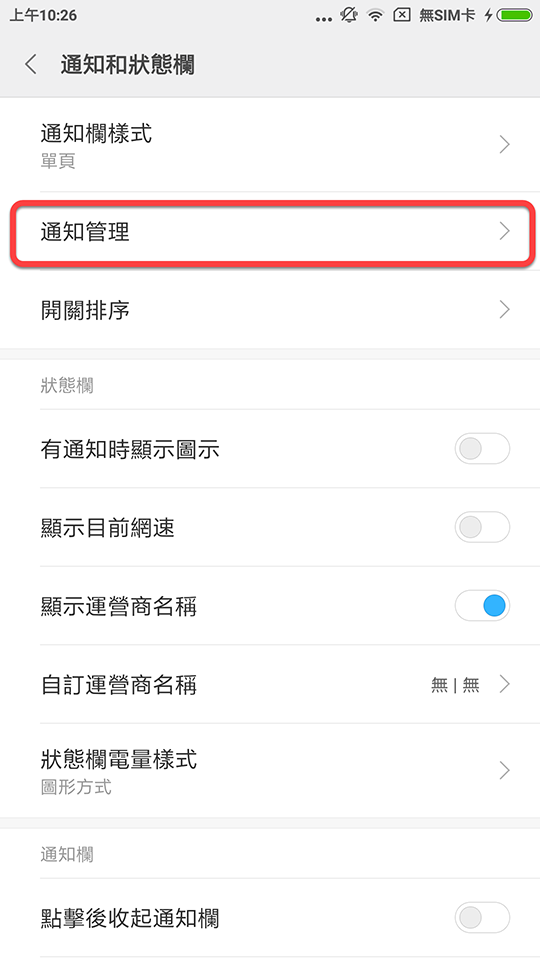 上午10:26
... 無SIM卡
通知和狀態欄
通知欄樣式
單頁
通知管理
開關排序
狀態欄
有通知時顯示圖示
顯示目前網速
顯示運營商名稱
自訂運營商名稱
無 | 無
狀態欄電量樣式
圖形方式
通知欄
點擊後收起通知欄